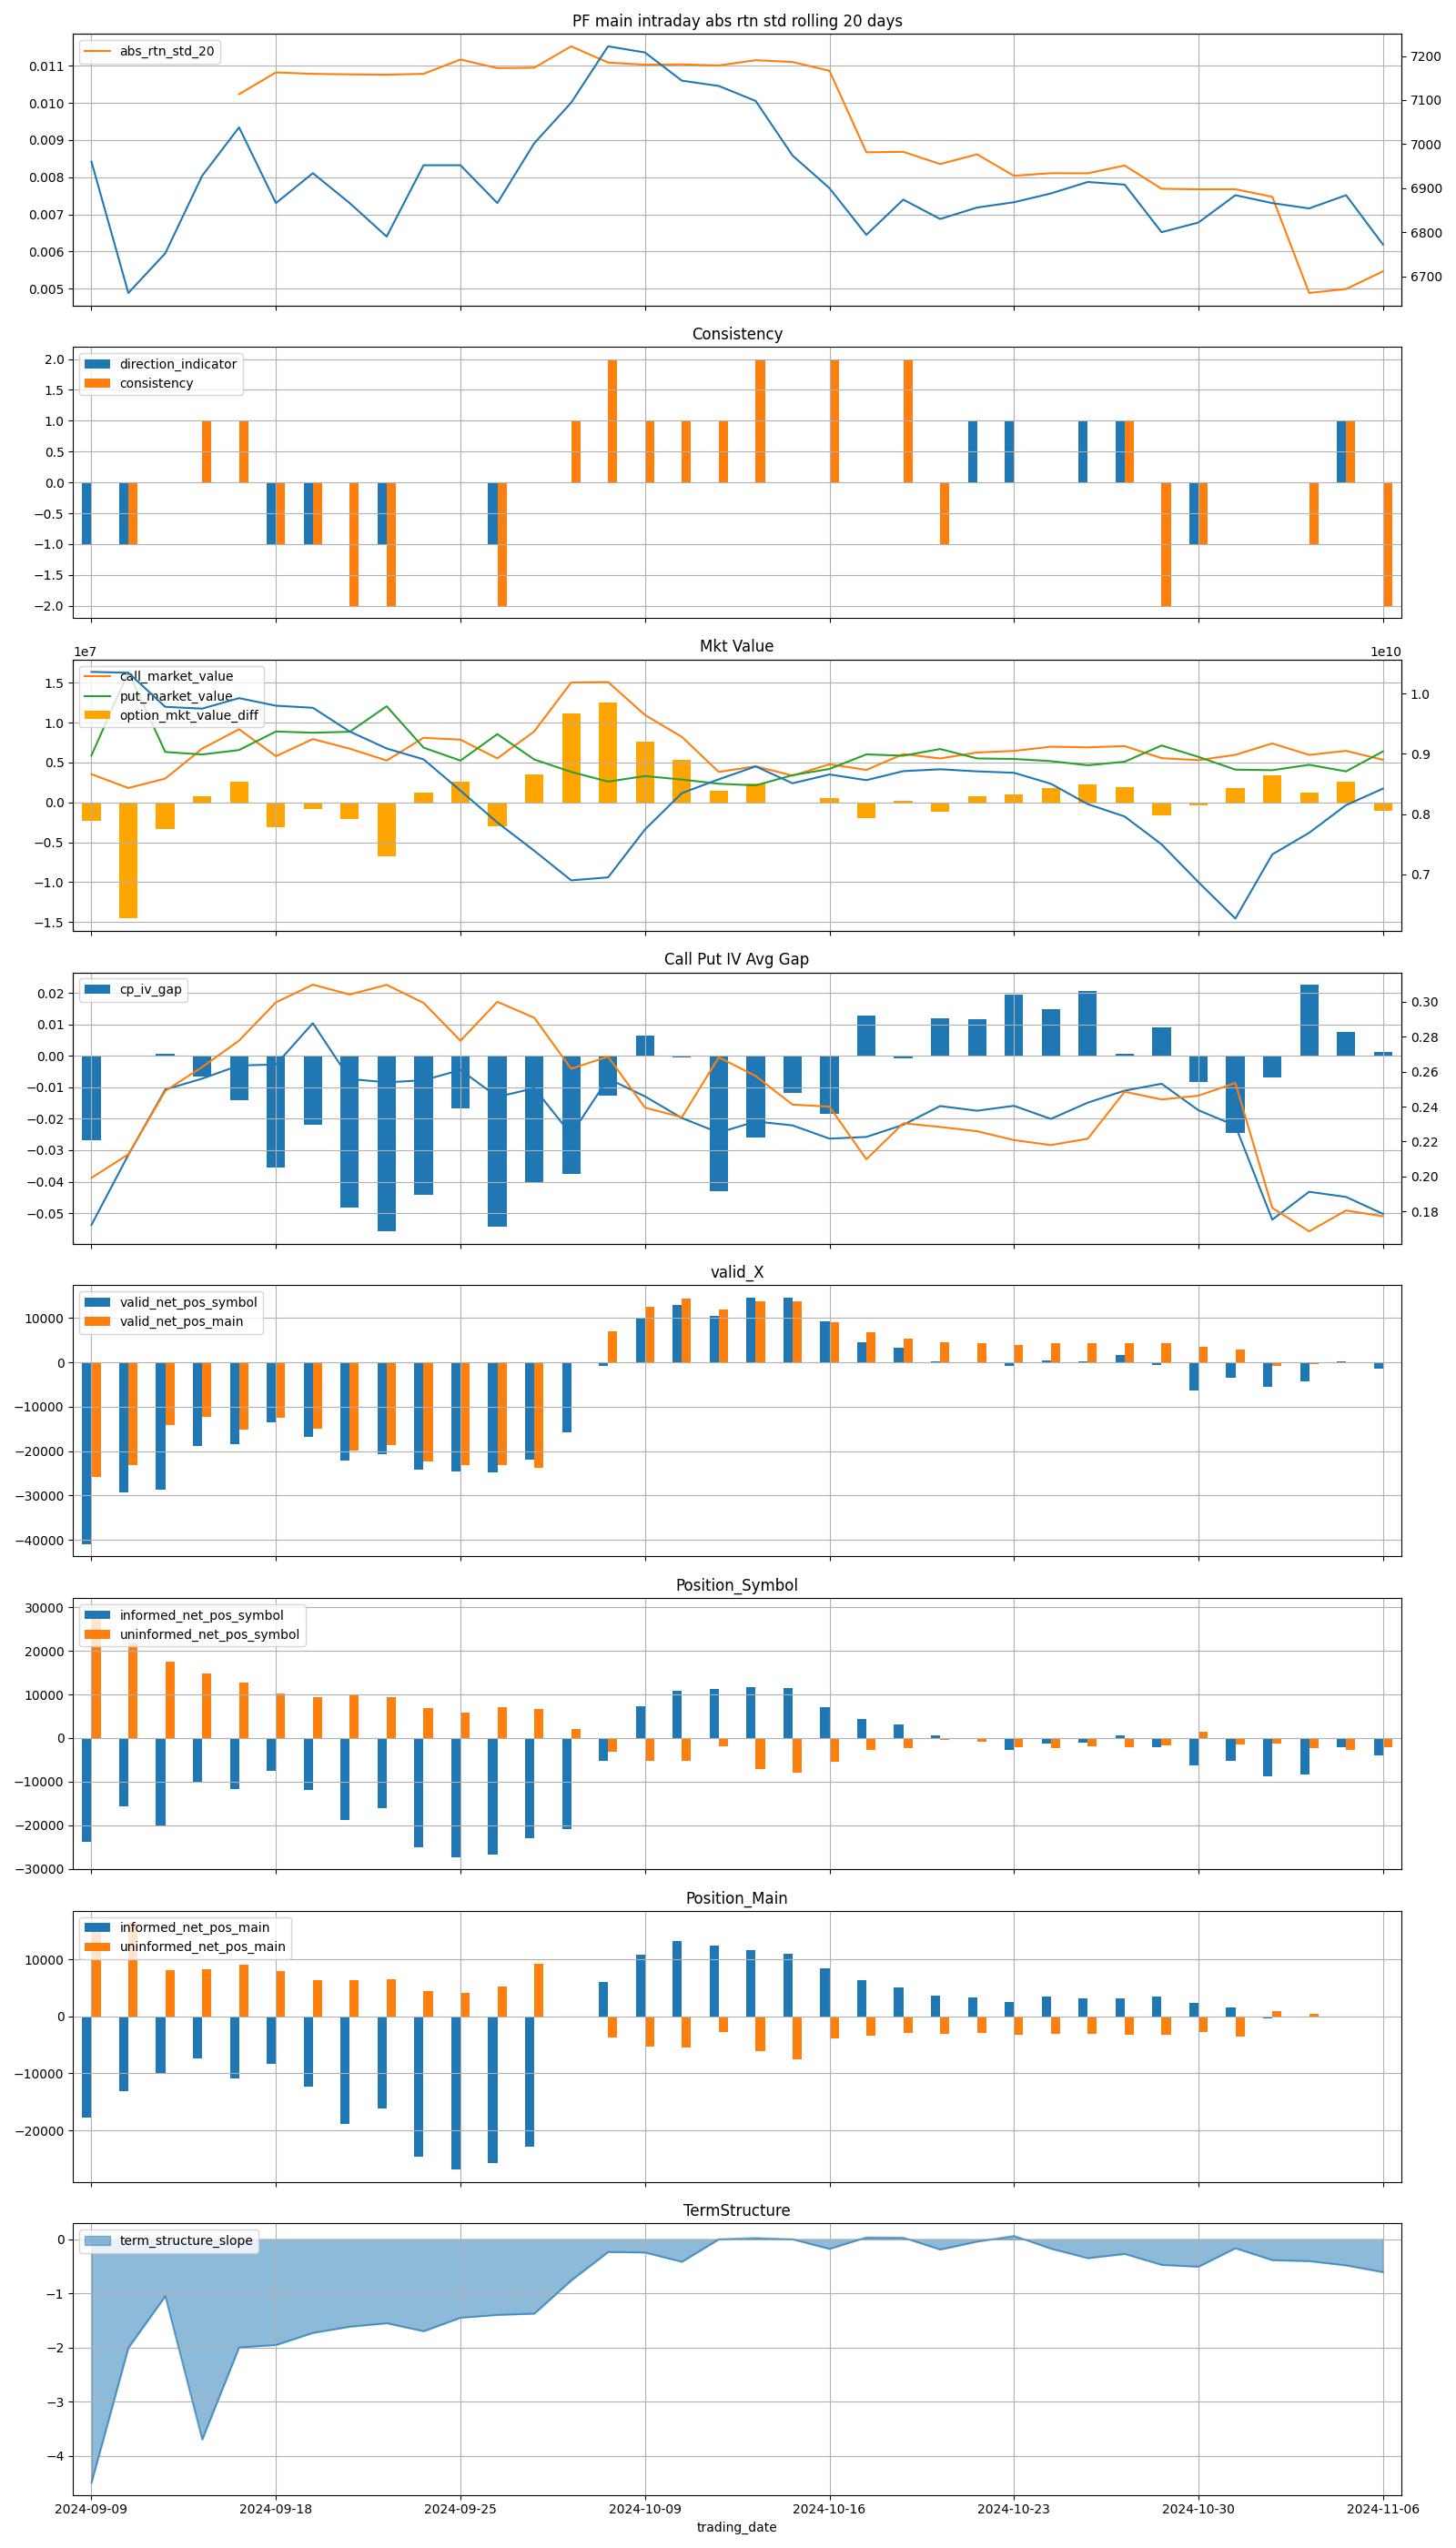 PF main intraday abs rtn std rolling 20 days
abs_rtn_std_20
0.011
0.010
0.009
0.008
0.007
0.006
0.005
7200
7100
7000
6900
6800
6700
Consistency
direction_indicator
consistency
2.0
1.5
1.0
0.5
0.0
−0.5
−1.0
−1.5
−2.0
Mkt Value
1e7
1e10
call_market_value
put_market_value
option_mkt_value_diff
1.5
1.0
0.5
0.0
−0.5
−1.0
−1.5
1.0
0.9
0.8
0.7
Call Put IV Avg Gap
cp_iv_gap
0.02
0.01
0.00
−0.01
−0.02
−0.03
−0.04
−0.05
0.30
0.28
0.26
0.24
0.22
0.20
0.18
valid_X
valid_net_pos_symbol
valid_net_pos_main
10000
0
−10000
−20000
−30000
−40000
Position_Symbol
informed_net_pos_symbol
uninformed_net_pos_symbol
30000
20000
10000
0
−10000
−20000
−30000
Position_Main
informed_net_pos_main
uninformed_net_pos_main
10000
0
−10000
−20000
TermStructure
term_structure_slope
0
−1
−2
−3
−4
2024-09-09 2024-09-18 2024-09-25 2024-10-09 2024-10-16 2024-10-23 2024-10-30 2024-11-06
trading_date